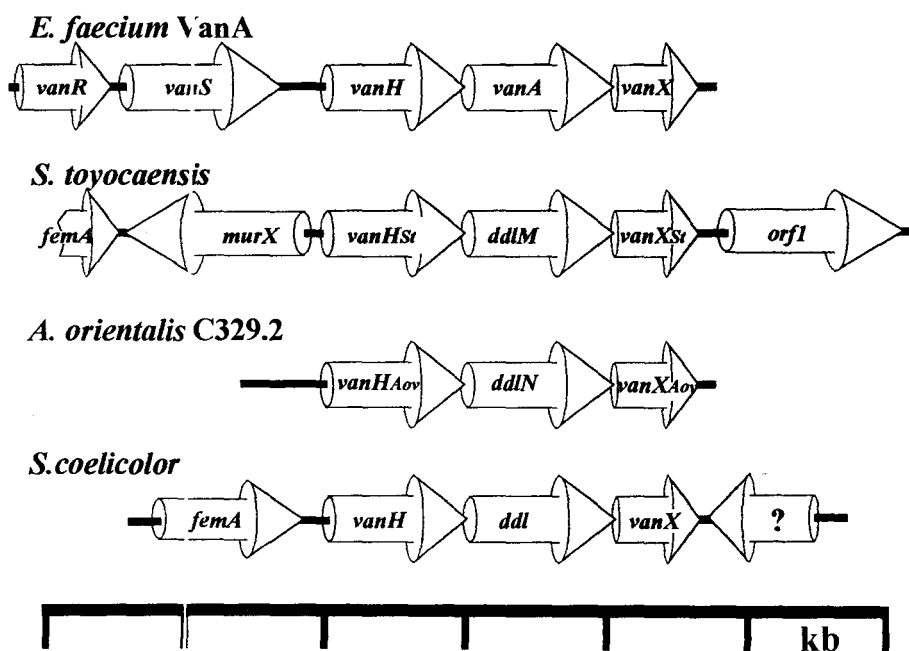 E. faecium VanA
vanR vanS vanH vanA vanX
S. toyocaensis
femA murX vanHSt ddlM vanXSt orf1
A. orientalis C329.2
vanHAov ddlN vanXAov
S.coelicolor
femA vanH ddl vanX ?
kb